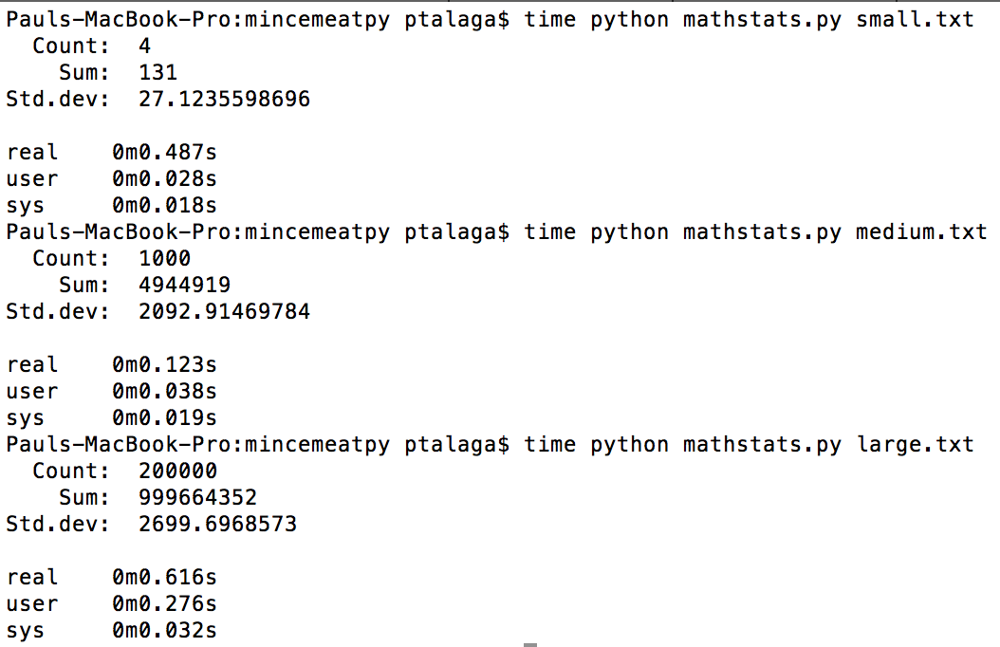 Pauls-MacBook-Pro:mincemeatpy ptalaga$ time python mathstats.py small.txt
  Count:  4
    Sum:  131
Std.dev:  27.1235598696

real    0m0.487s
user    0m0.028s
sys     0m0.018s
Pauls-MacBook-Pro:mincemeatpy ptalaga$ time python mathstats.py medium.txt
  Count:  1000
    Sum:  4944919
Std.dev:  2092.91469784

real    0m0.123s
user    0m0.038s
sys     0m0.019s
Pauls-MacBook-Pro:mincemeatpy ptalaga$ time python mathstats.py large.txt
  Count:  200000
    Sum:  999664352
Std.dev:  2699.6968573

real    0m0.616s
user    0m0.276s
sys     0m0.032s